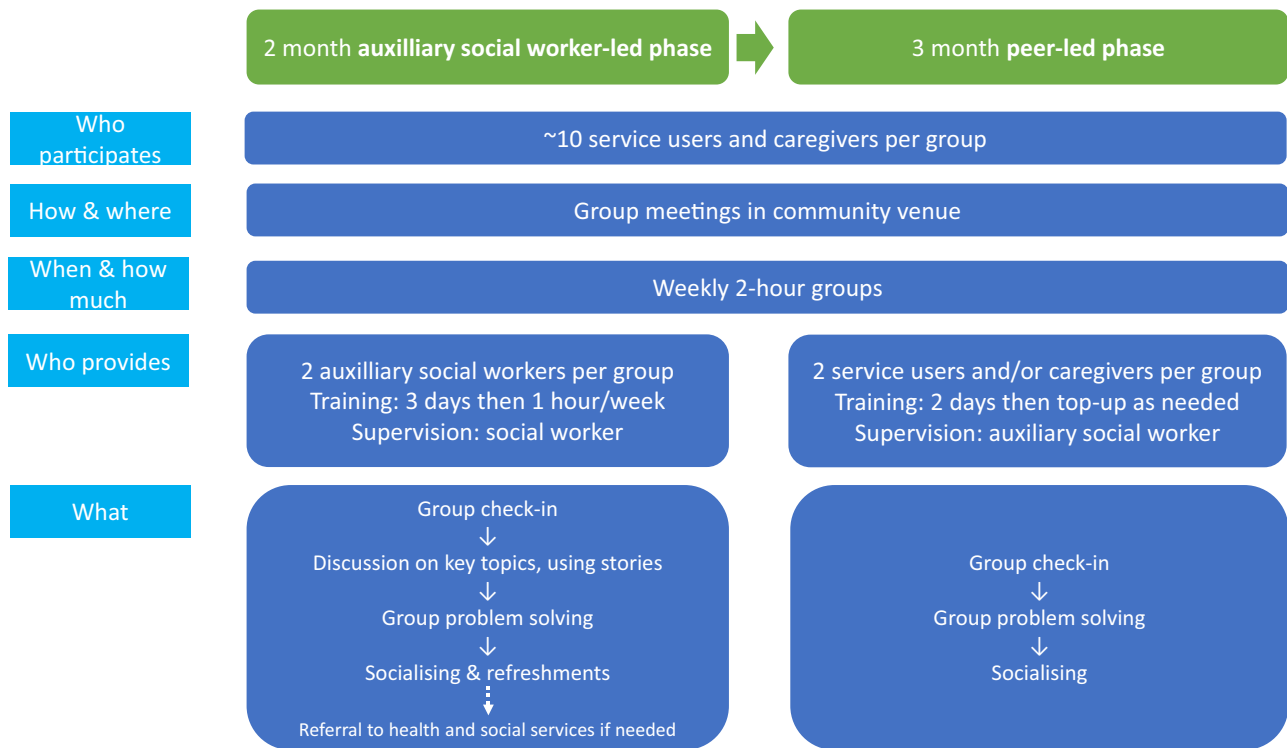 2 month auxilliary social worker-led phase
3 month peer-led phase
Who
participates
~10 service users and caregivers per group
How & where
Group meetings in community venue
When & how
much
Weekly 2-hour groups
Who provides
2 auxilliary social workers per group
Training: 3 days then 1 hour/week
Supervision: social worker
2 service users and/or caregivers per group
Training: 2 days then top-up as needed
Supervision: auxiliary social worker
What
Group check-in
↓
Discussion on key topics, using stories
↓
Group problem solving
↓
Socialising & refreshments
Referral to health and social services if needed
Group check-in
↓
Group problem solving
↓
Socialising